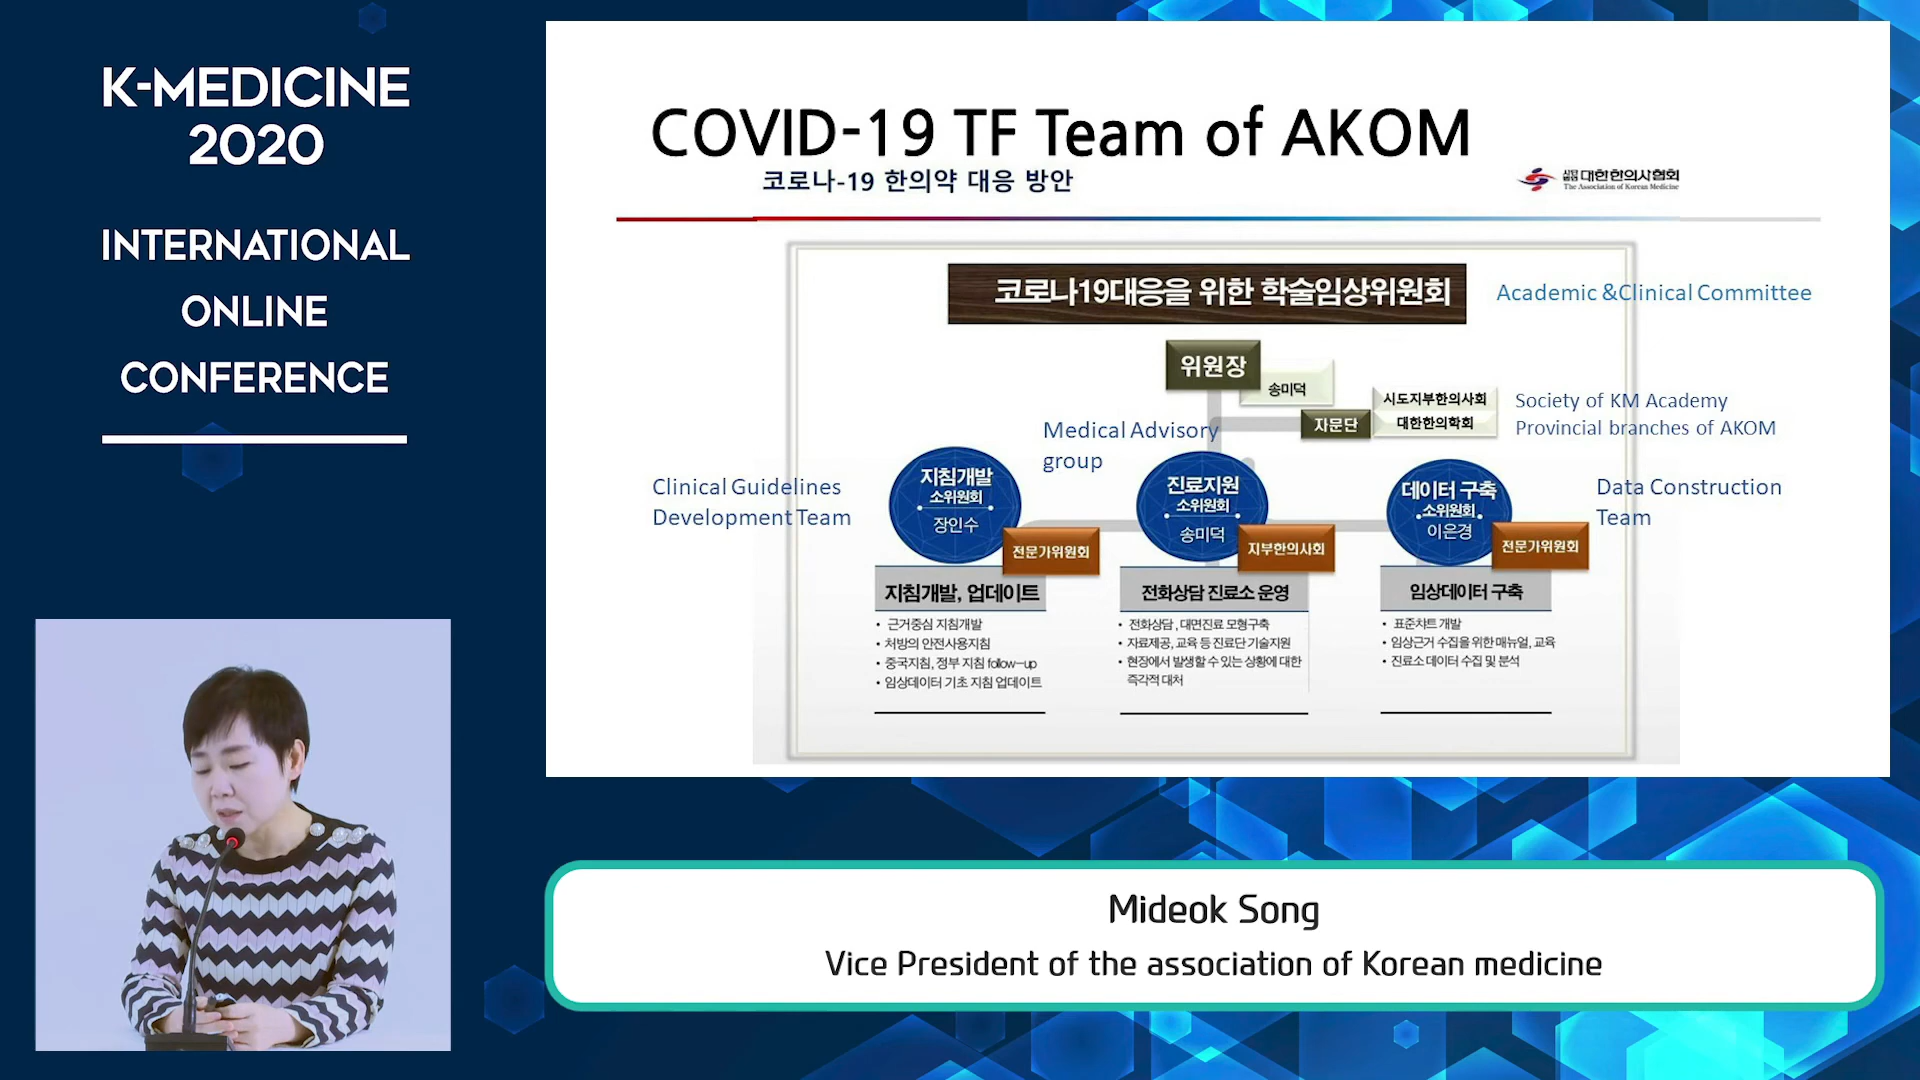 K-MEDICINE
2020
INTERNATIONAL
ONLINE
CONFERENCE
COVID-19 TF Team of AKOM
코로나-19 한의약 대응 방안
대한한의사협회
The Association of Korean Medicine
코로나19대응을 위한 학술임상위원회
Academic &Clinical Committee
위원장
송미덕
자문단
시도지부한의사회
대한한의학회
Society of KM Academy
Provincial branches of AKOM
Medical Advisory
group
Clinical Guidelines
Development Team
지침개발
소위원회
장인수
전문가위원회
진료지원
소위원회
송미덕
지부한의사회
데이터 구축
소위원회
이은경
전문가위원회
Data Construction
Team
지침개발, 업데이트
• 근거중심 지침개발
• 처방의 안전사용지침
• 중국지침, 정부 지침 follow-up
• 임상데이터 기초 지침 업데이트
전화상담 진료소 운영
• 전화상담, 대면진료 모형구축
• 자료제공, 교육 등 진료단 기술지원
• 현장에서 발생할 수 있는 상황에 대한
즉각적 대처
임상데이터 구축
• 표준챠트 개발
• 임상근거 수집을 위한 매뉴얼, 교육
• 진료소 데이터 수집 및 분석
Mideok Song
Vice President of the association of Korean medicine